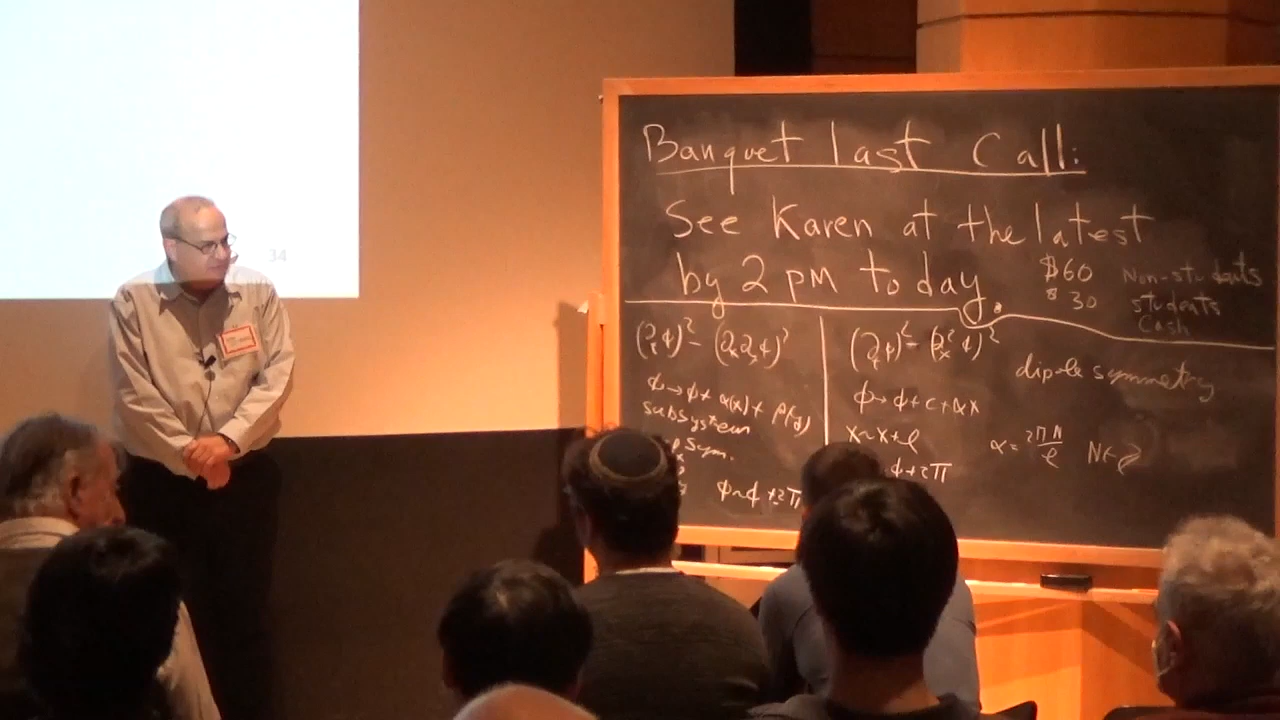 34
Banquet last Call:
See Karen at the latest
by 2 pm today.
$60 Non-students
$30 students
Cash
(∂ₜϕ)² – (∂ₓ∂ᵧϕ)²
ϕ→ϕ+α(x)+β(y)
Subsystem
Sym.
ϕ~ϕ+2π
(∂ₜϕ)² – (∂ₓ²ϕ)²
ϕ→ϕ+c+αx
x~x+ℓ
ϕ+2π
dipole symmetry
α = 2πN/ℓ N∈ℤ